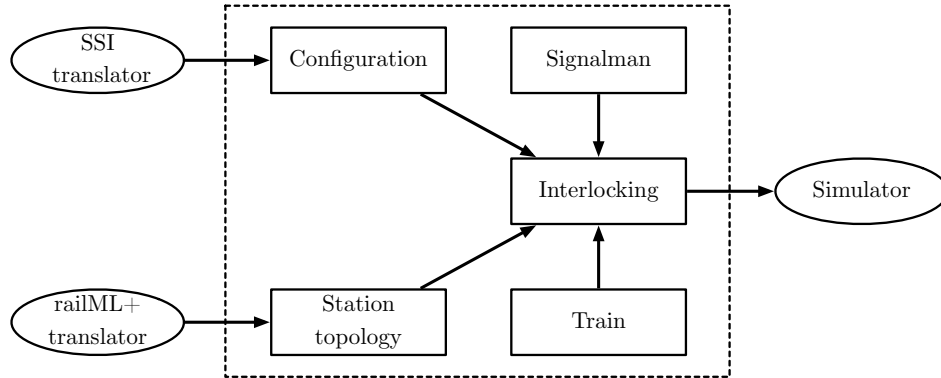 SSI
translator
Configuration
Signalman
Interlocking
Simulator
railML+
translator
Station
topology
Train